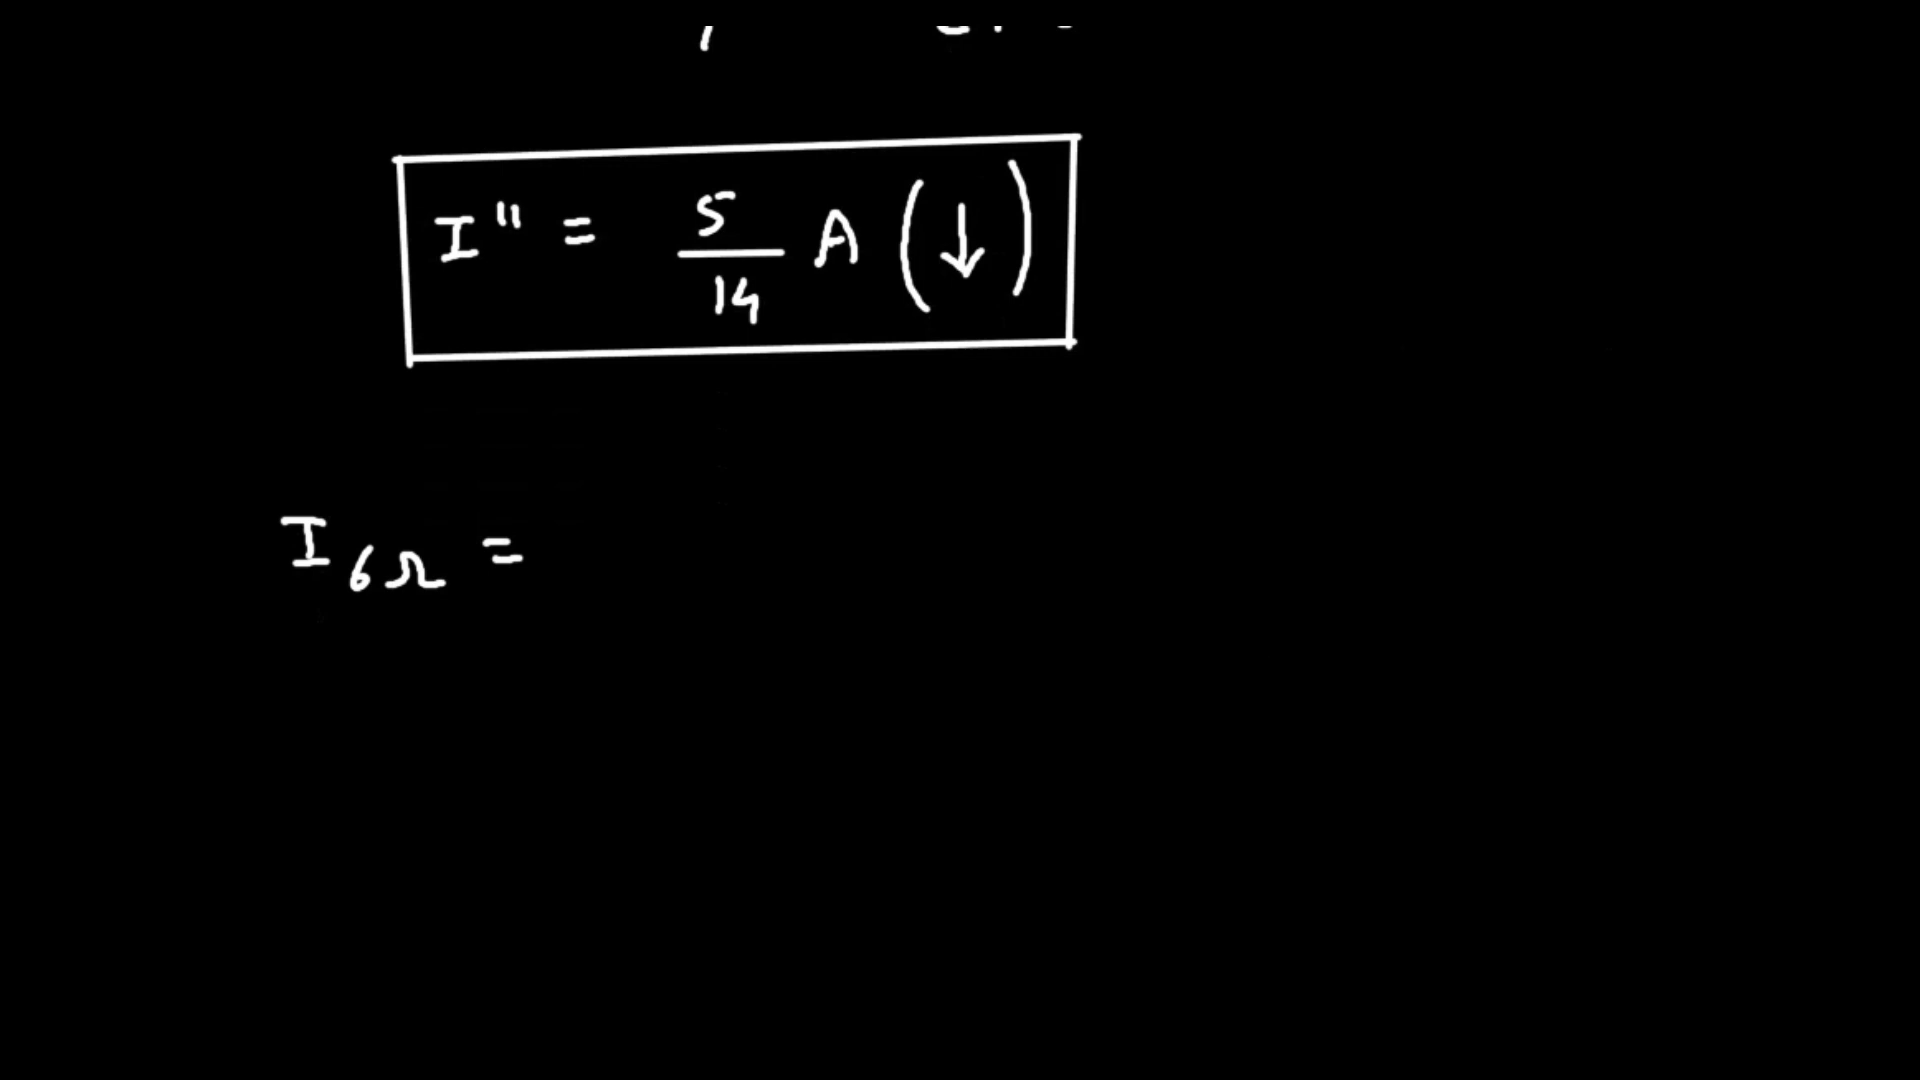 I" = 5/14 A (↓)
I6Ω =